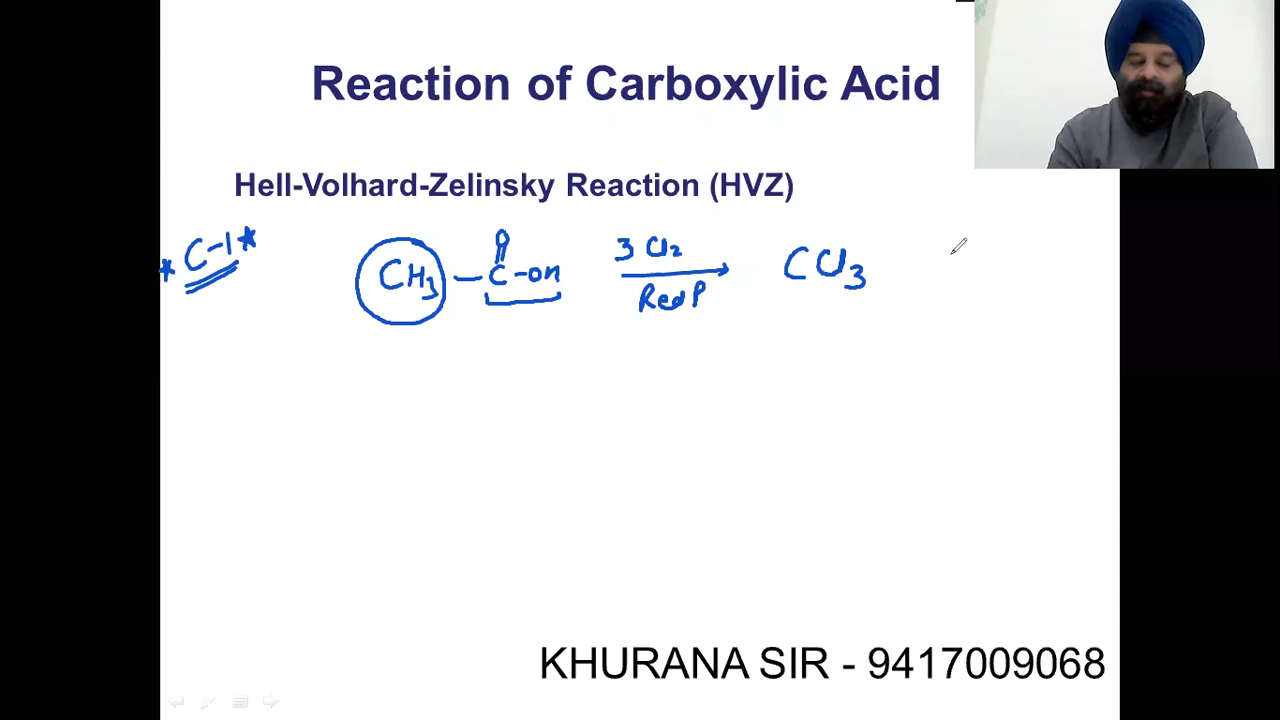 Reaction of Carboxylic Acid
Hell-Volhard-Zelinsky Reaction (HVZ)
* C-1 *
O
CH3 - C - OH
3 Cl2
Red P
CCl3
KHURANA SIR - 9417009068